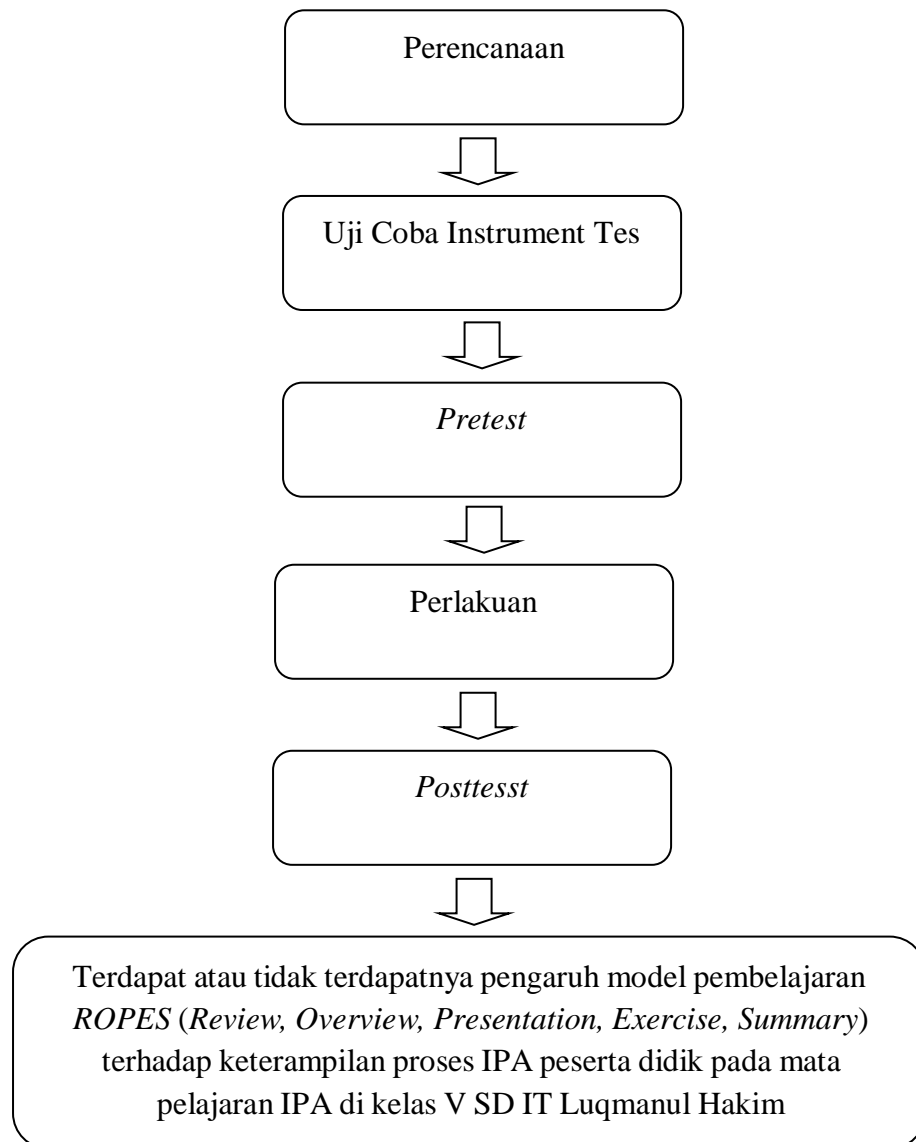 Perencanaan
Uji Coba Instrument Tes
Pretest
Perlakuan
Posttesst
Terdapat atau tidak terdapatnya pengaruh model pembelajaran
ROPES (Review, Overview, Presentation, Exercise, Summary)
terhadap keterampilan proses IPA peserta didik pada mata
pelajaran IPA di kelas V SD IT Luqmanul Hakim